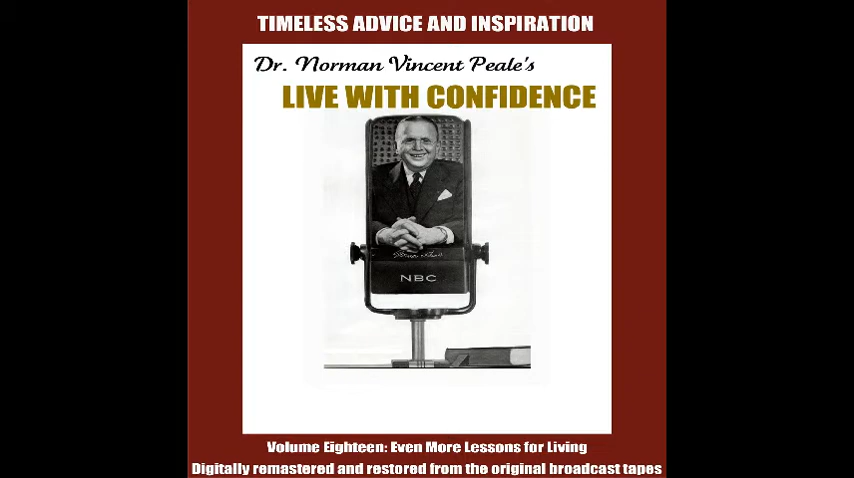 TIMELESS ADVICE AND INSPIRATION
Dr. Norman Vincent Peale's
LIVE WITH CONFIDENCE
NBC
Volume Eighteen: Even More Lessons for Living
Digitally remastered and restored from the original broadcast tapes